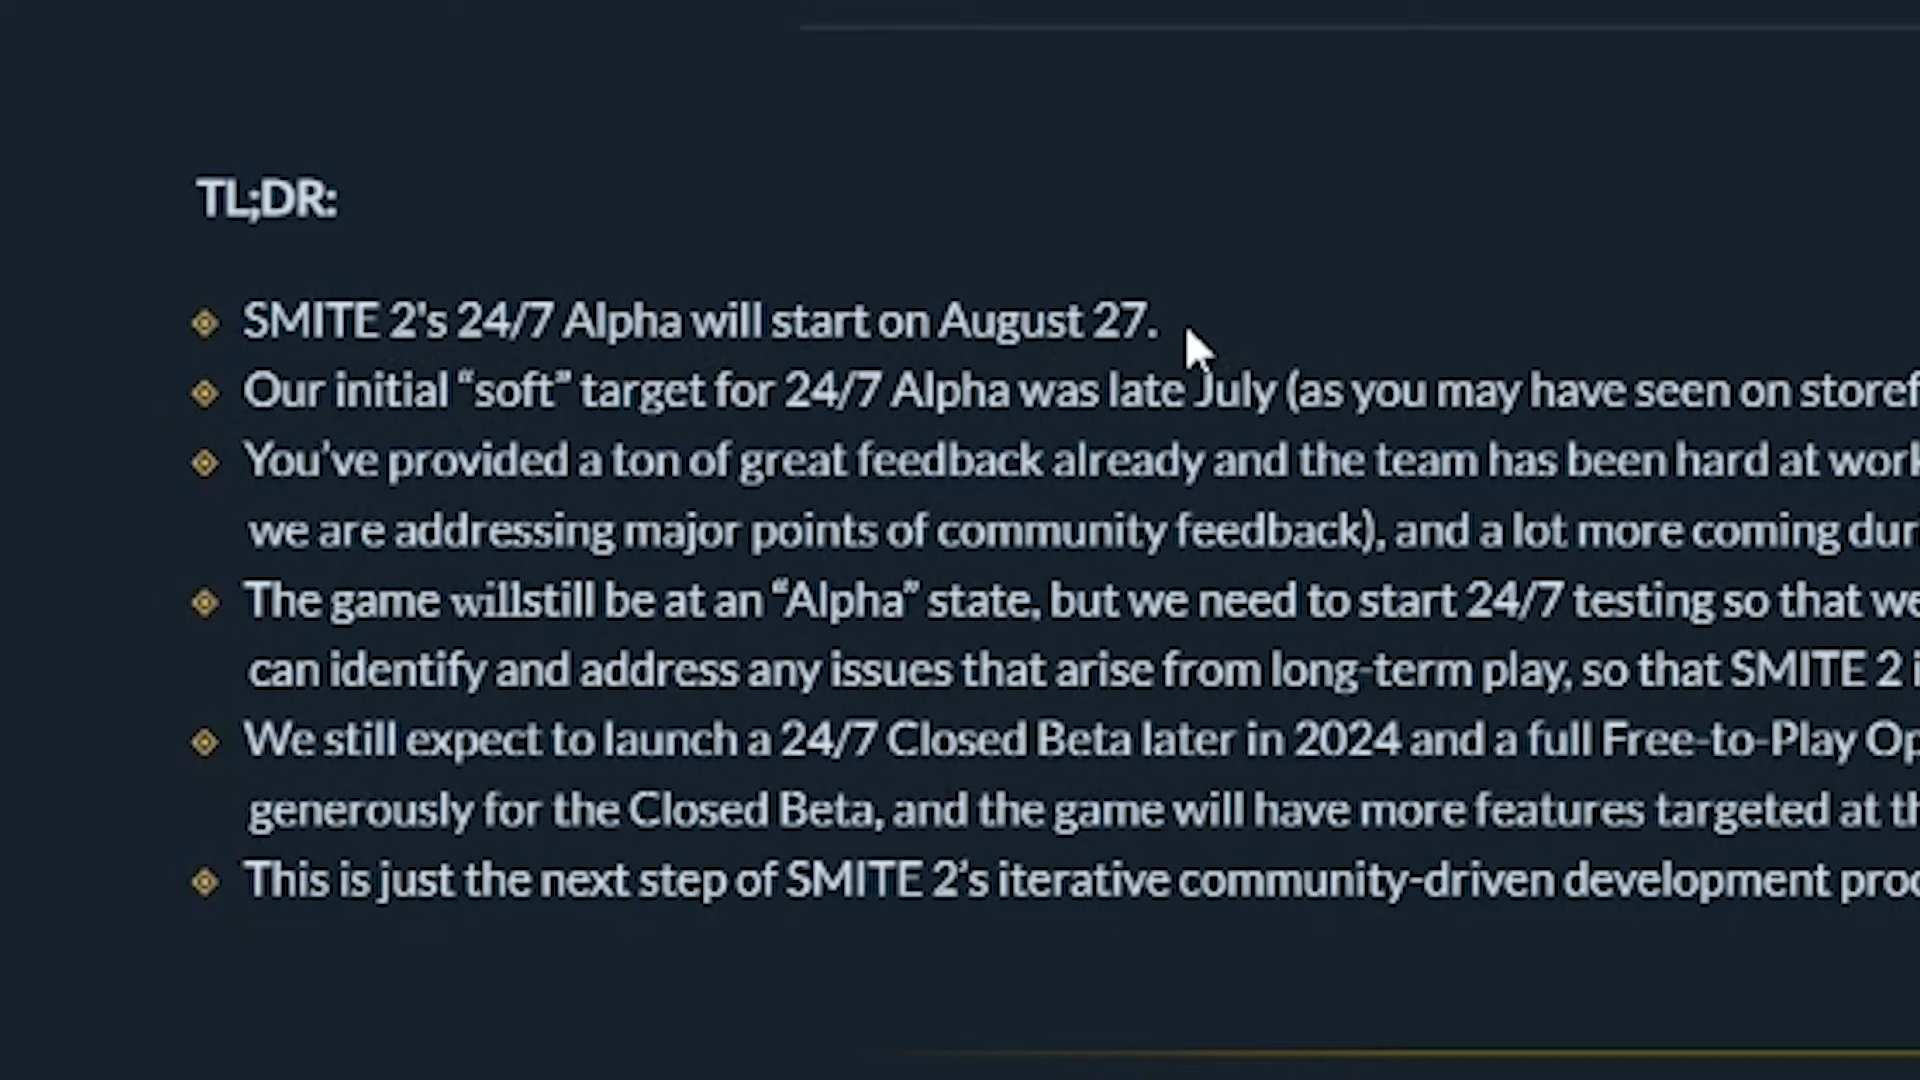 TL;DR:
SMITE 2's 24/7 Alpha will start on August 27.
Our initial “soft” target for 24/7 Alpha was late July (as you may have seen on storef
You’ve provided a ton of great feedback already and the team has been hard at work
we are addressing major points of community feedback), and a lot more coming dur
The game willstill be at an “Alpha” state, but we need to start 24/7 testing so that we
can identify and address any issues that arise from long-term play, so that SMITE 2 i
We still expect to launch a 24/7 Closed Beta later in 2024 and a full Free-to-Play Op
generously for the Closed Beta, and the game will have more features targeted at th
This is just the next step of SMITE 2’s iterative community-driven development proc